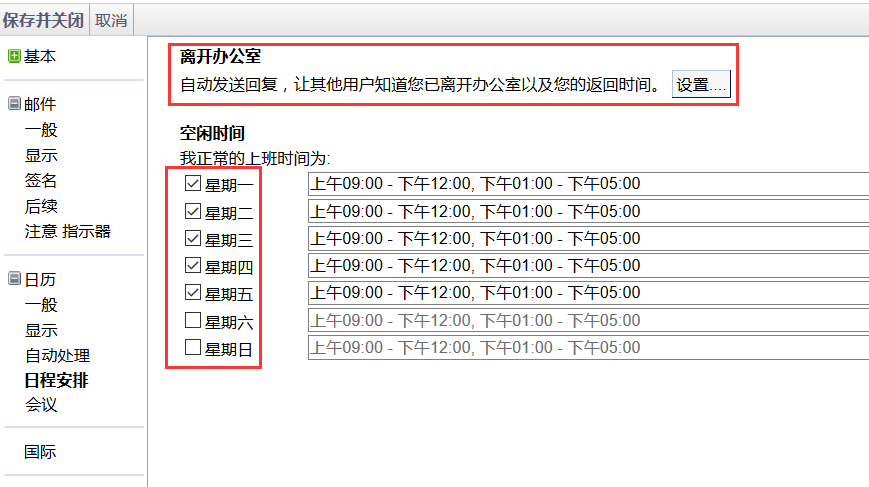 保存并关闭 取消
基本
邮件
一般
显示
签名
后续
注意 指示器
日历
一般
显示
自动处理
日程安排
会议
国际
离开办公室
自动发送回复，让其他用户知道您已离开办公室以及您的返回时间。 设置....
空闲时间
我正常的上班时间为:
星期一 上午09:00 - 下午12:00, 下午01:00 - 下午05:00
星期二 上午09:00 - 下午12:00, 下午01:00 - 下午05:00
星期三 上午09:00 - 下午12:00, 下午01:00 - 下午05:00
星期四 上午09:00 - 下午12:00, 下午01:00 - 下午05:00
星期五 上午09:00 - 下午12:00, 下午01:00 - 下午05:00
星期六 上午09:00 - 下午12:00, 下午01:00 - 下午05:00
星期日 上午09:00 - 下午12:00, 下午01:00 - 下午05:00